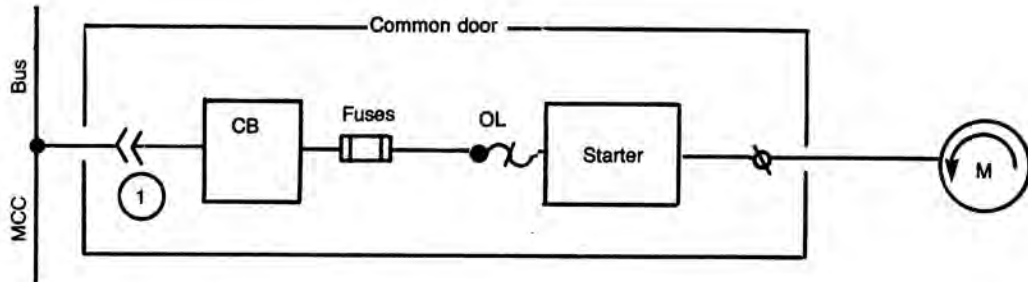 Common door
Bus
MCC
1
CB
Fuses
OL
Starter
M